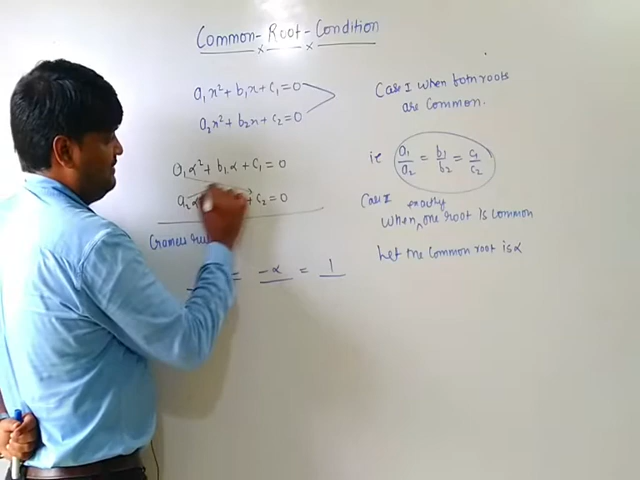 Common-Root-Condition
a₁x² + b₁x + c₁ = 0
a₂x² + b₂x + c₂ = 0
a₁α² + b₁α + c₁ = 0
a₂ + c₂ = 0
= -α = 1
Case I when both roots
are common.
ie a₁/a₂ = b₁/b₂ = c₁/c₂
Case II exactly
when ^ one root is common
Let the common root is α